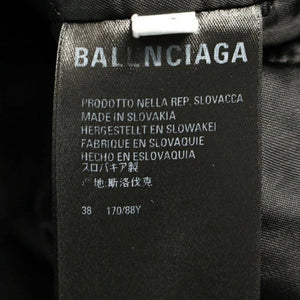 BALENCIAGA
PRODOTTO NELLA REP. SLOVACCA
MADE IN SLOVAKIA
HERGESTELLT EN SLOWAKEI
FABRIQUE EN SLOVAQUIE
HECHO EN ESLOVAQUIA
スロバキア製
产地:斯洛伐克
38 170/88Y